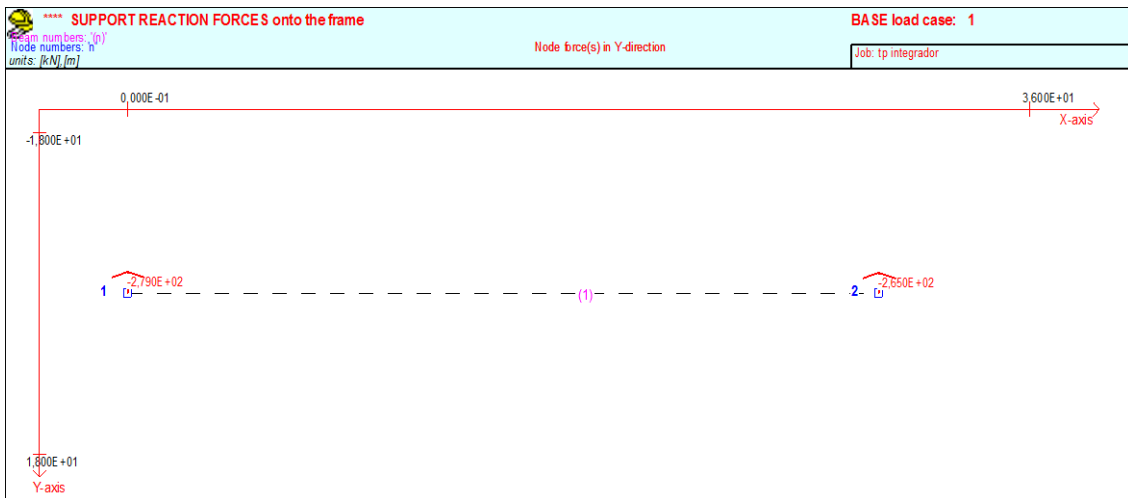 **** SUPPORT REACTION FORCES onto the frame
BASE load case: 1
Beam numbers: '(n)'
Node numbers: 'n'
Node force(s) in Y-direction
units: [kN],[m]
Job: tp integrador
0,000E-01
3,600E+01
X-axis
-1,800E+01
-2,790E+02
-2,650E+02
1
(1)
2
1,800E+01
Y-axis